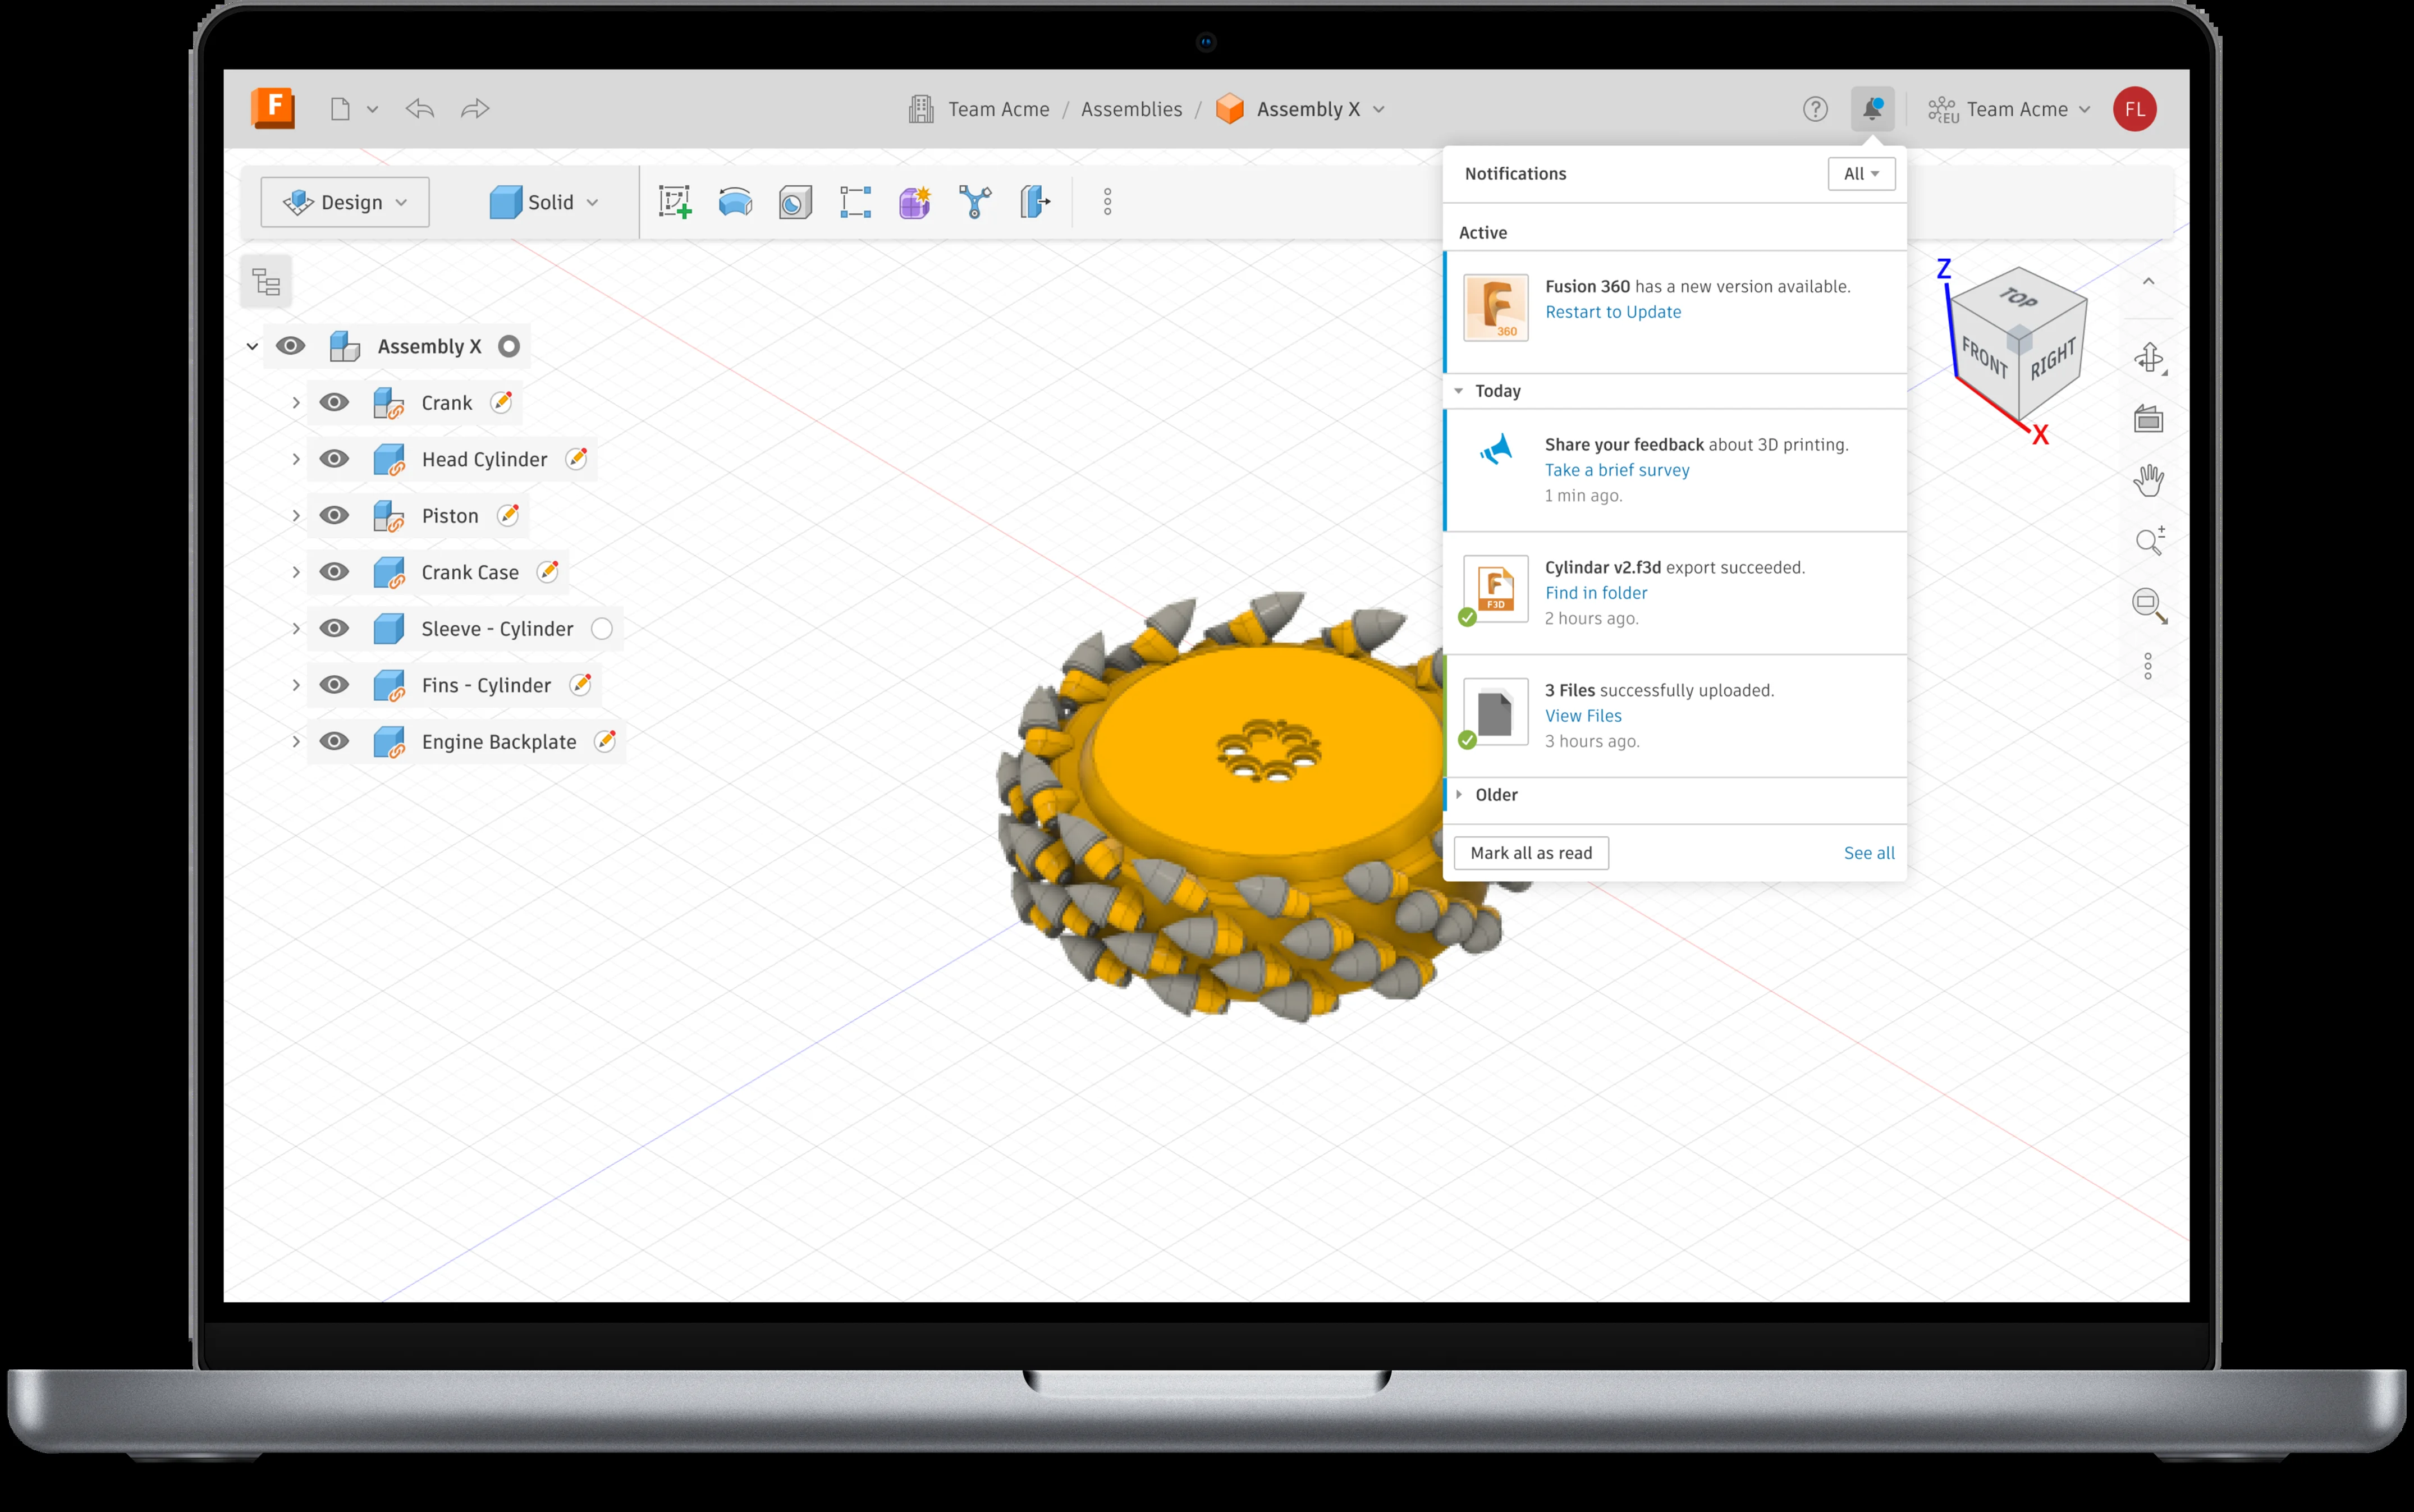 F
Team Acme / Assemblies / Assembly X
?
EU Team Acme
FL
Design
Solid
Notifications
All
Active
F
360
Fusion 360 has a new version available.
Restart to Update
Today
Share your feedback about 3D printing.
Take a brief survey
1 min ago.
F
F3D
Cylindar v2.f3d export succeeded.
Find in folder
2 hours ago.
3 Files successfully uploaded.
View Files
3 hours ago.
Older
Mark all as read
See all
Assembly X
Crank
Head Cylinder
Piston
Crank Case
Sleeve - Cylinder
Fins - Cylinder
Engine Backplate
Z
TOP
FRONT
RIGHT
X